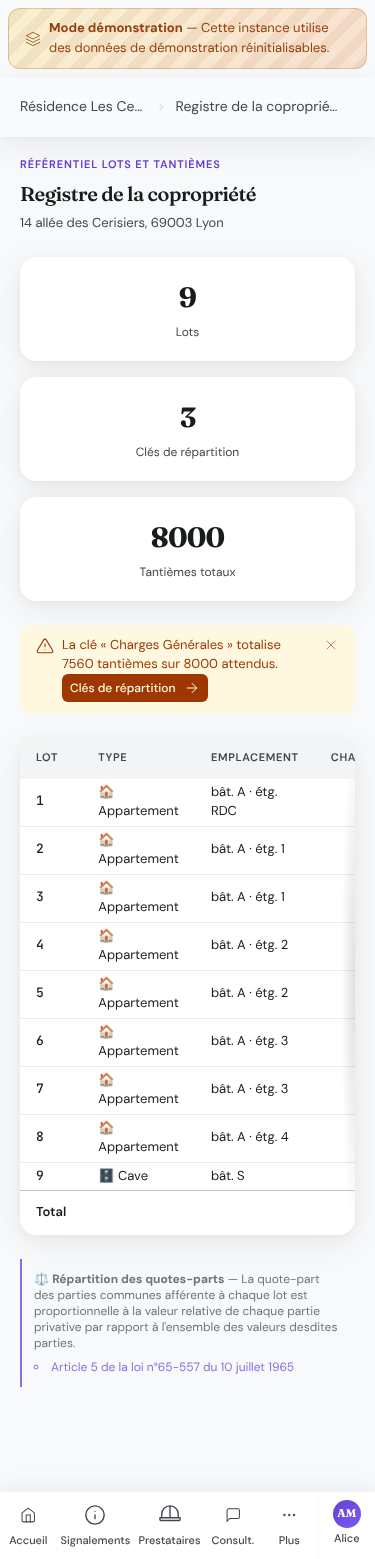 Mode démonstration — Cette instance utilise
des données de démonstration réinitialisables.
Résidence Les Ce… > Registre de la coproprié…
RÉFÉRENTIEL LOTS ET TANTIÈMES
Registre de la copropriété
14 allée des Cerisiers, 69003 Lyon
9
Lots
3
Clés de répartition
8000
Tantièmes totaux
La clé « Charges Générales » totalise
7560 tantièmes sur 8000 attendus.
Clés de répartition →
LOT TYPE EMPLACEMENT CHA
1 🏠 Appartement bât. A · étg. RDC
2 🏠 Appartement bât. A · étg. 1
3 🏠 Appartement bât. A · étg. 1
4 🏠 Appartement bât. A · étg. 2
5 🏠 Appartement bât. A · étg. 2
6 🏠 Appartement bât. A · étg. 3
7 🏠 Appartement bât. A · étg. 3
8 🏠 Appartement bât. A · étg. 4
9 🗄️ Cave bât. S
Total
⚖️ Répartition des quotes-parts — La quote-part
des parties communes afférente à chaque lot est
proportionnelle à la valeur relative de chaque partie
privative par rapport à l'ensemble des valeurs desdites
parties.
Article 5 de la loi n°65-557 du 10 juillet 1965
AM
Accueil Signalements Prestataires Consult. Plus Alice